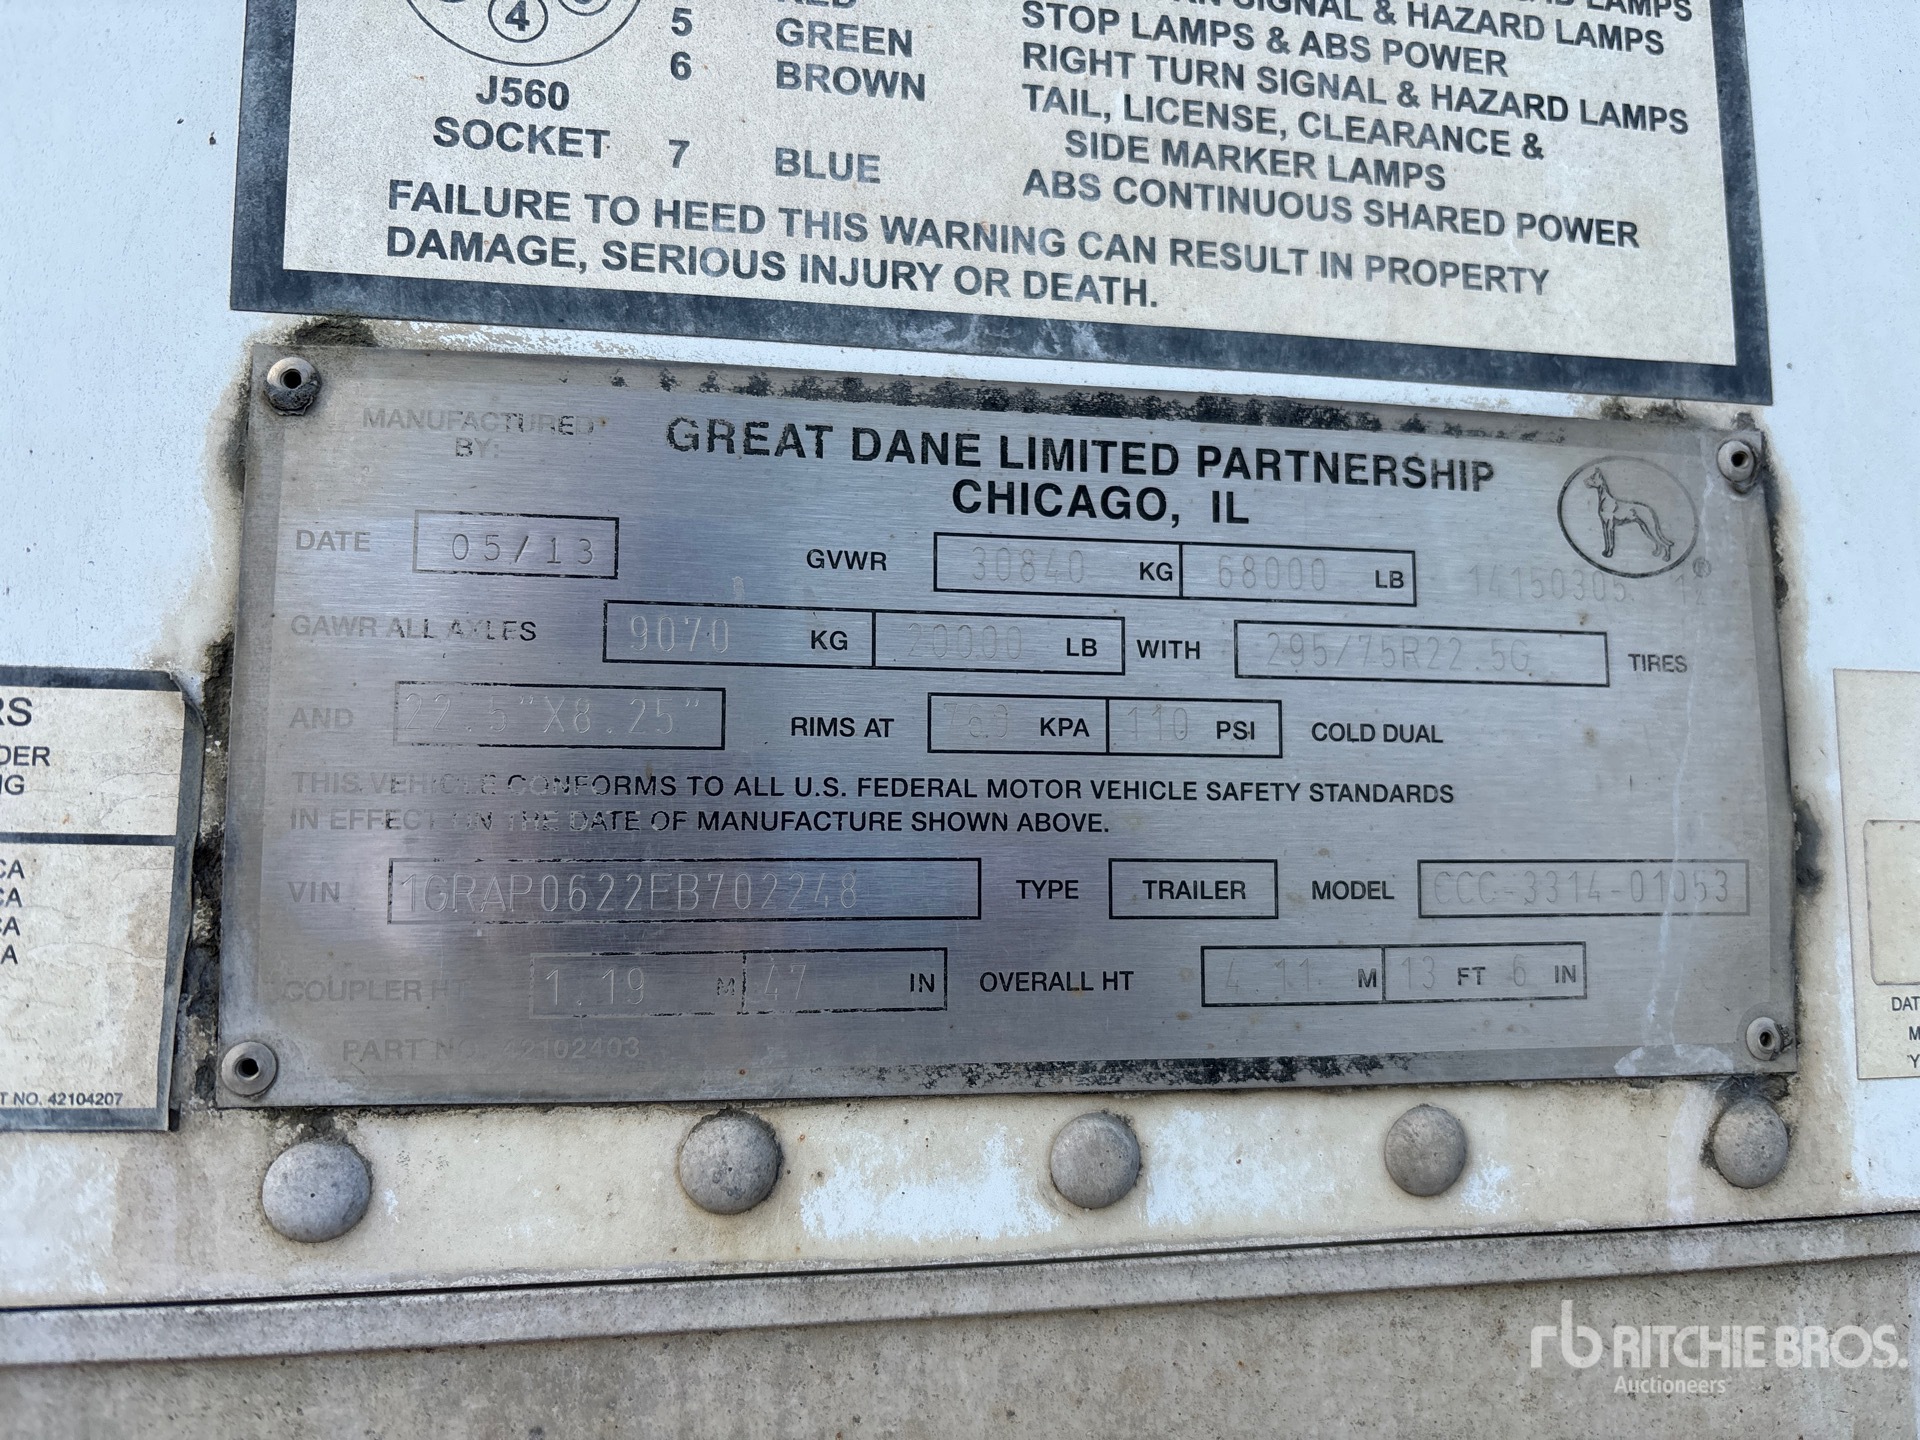 4
J560
SOCKET
5 GREEN STOP LAMPS & ABS POWER
6 BROWN RIGHT TURN SIGNAL & HAZARD LAMPS
TAIL, LICENSE, CLEARANCE &
SIDE MARKER LAMPS
7 BLUE ABS CONTINUOUS SHARED POWER
FAILURE TO HEED THIS WARNING CAN RESULT IN PROPERTY
DAMAGE, SERIOUS INJURY OR DEATH.
MANUFACTURED BY:
GREAT DANE LIMITED PARTNERSHIP
CHICAGO, IL
DATE 05/13 GVWR 30840 KG 68000 LB 14150305
GAWR ALL AXLES 9070 KG LB WITH 295/75R22.5G TIRES
AND 22.5"X8.25" RIMS AT 760 KPA 110 PSI COLD DUAL
THIS VEHICLE CONFORMS TO ALL U.S. FEDERAL MOTOR VEHICLE SAFETY STANDARDS
IN EFFECT ON THE DATE OF MANUFACTURE SHOWN ABOVE.
VIN 1GRAP0622EB702248 TYPE TRAILER MODEL CCC-3314-01053
COUPLER HT 1.19 M 47 IN OVERALL HT 4.11 M 13 FT 6 IN
PART NO. 42102403
T NO. 42104207
rb RITCHIE BROS.
Auctioneers